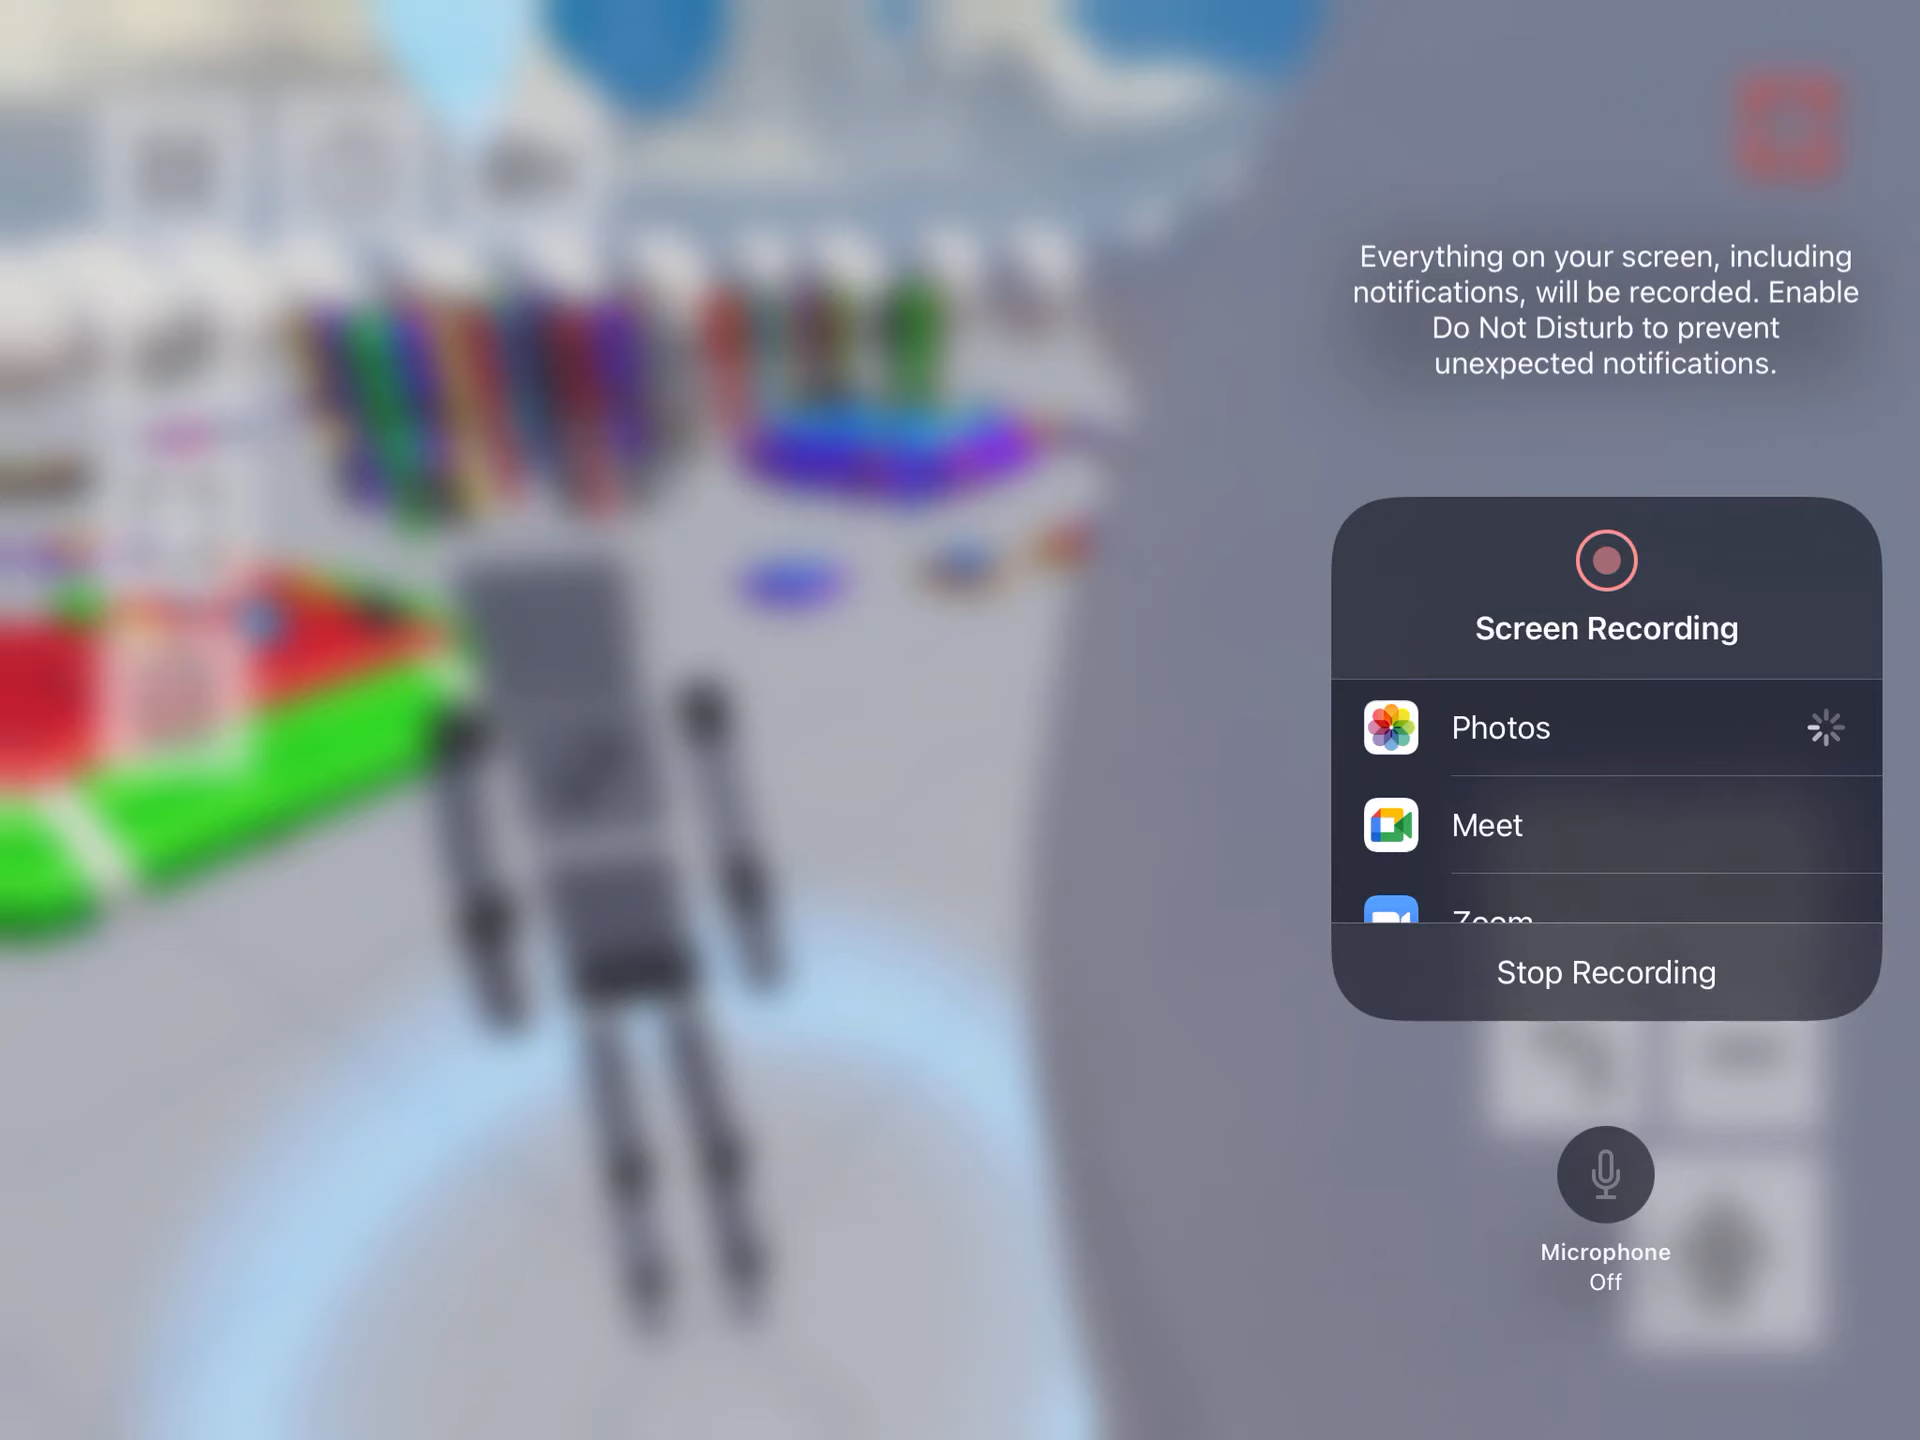 Everything on your screen, including
notifications, will be recorded. Enable
Do Not Disturb to prevent
unexpected notifications.
Screen Recording
Photos
Meet
Zoom
Stop Recording
Microphone
Off